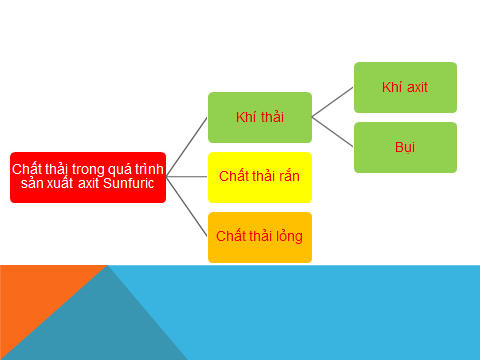 Chất thải trong quá trình
sản xuất axit Sunfuric
Khí thải
Chất thải rắn
Chất thải lỏng
Khí axit
Bụi